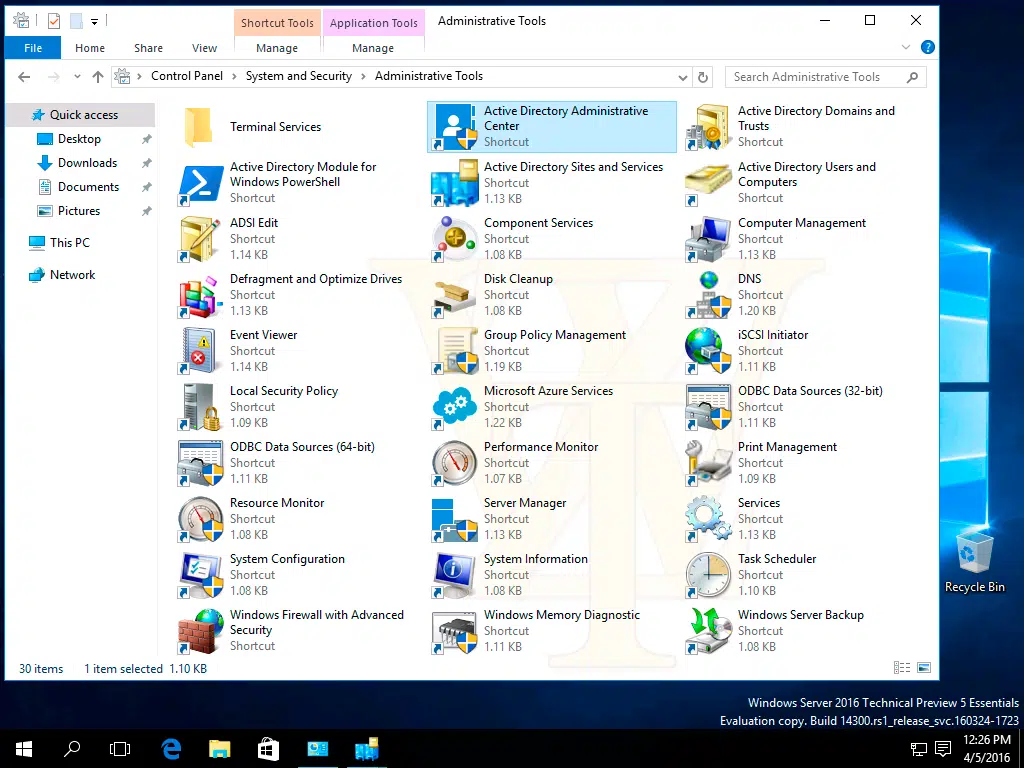 Shortcut Tools
Application Tools
Administrative Tools
File
Home
Share
View
Manage
Manage
Control Panel
System and Security
Administrative Tools
Search Administrative Tools
Quick access
Desktop
Downloads
Documents
Pictures
This PC
Network
Terminal Services
Active Directory Administrative
Center
Shortcut
Active Directory Domains and
Trusts
Shortcut
Active Directory Module for
Windows PowerShell
Shortcut
Active Directory Sites and Services
Shortcut
1.13 KB
Active Directory Users and
Computers
Shortcut
ADSI Edit
Shortcut
1.14 KB
Component Services
Shortcut
1.08 KB
Computer Management
Shortcut
1.13 KB
Defragment and Optimize Drives
Shortcut
1.13 KB
Disk Cleanup
Shortcut
1.08 KB
DNS
Shortcut
1.20 KB
Event Viewer
Shortcut
1.14 KB
Group Policy Management
Shortcut
1.19 KB
iSCSI Initiator
Shortcut
1.11 KB
Local Security Policy
Shortcut
1.09 KB
Microsoft Azure Services
Shortcut
1.22 KB
ODBC Data Sources (32-bit)
Shortcut
1.11 KB
ODBC Data Sources (64-bit)
Shortcut
1.11 KB
Performance Monitor
Shortcut
1.07 KB
Print Management
Shortcut
1.09 KB
Resource Monitor
Shortcut
1.08 KB
Server Manager
Shortcut
1.13 KB
Services
Shortcut
1.13 KB
System Configuration
Shortcut
1.08 KB
System Information
Shortcut
1.08 KB
Task Scheduler
Shortcut
1.10 KB
Windows Firewall with Advanced
Security
Shortcut
Windows Memory Diagnostic
Shortcut
1.11 KB
Windows Server Backup
Shortcut
1.08 KB
30 items
1 item selected 1.10 KB
Recycle Bin
Windows Server 2016 Technical Preview 5 Essentials
Evaluation copy. Build 14300.rs1_release_svc.160324-1723
12:26 PM
4/5/2016